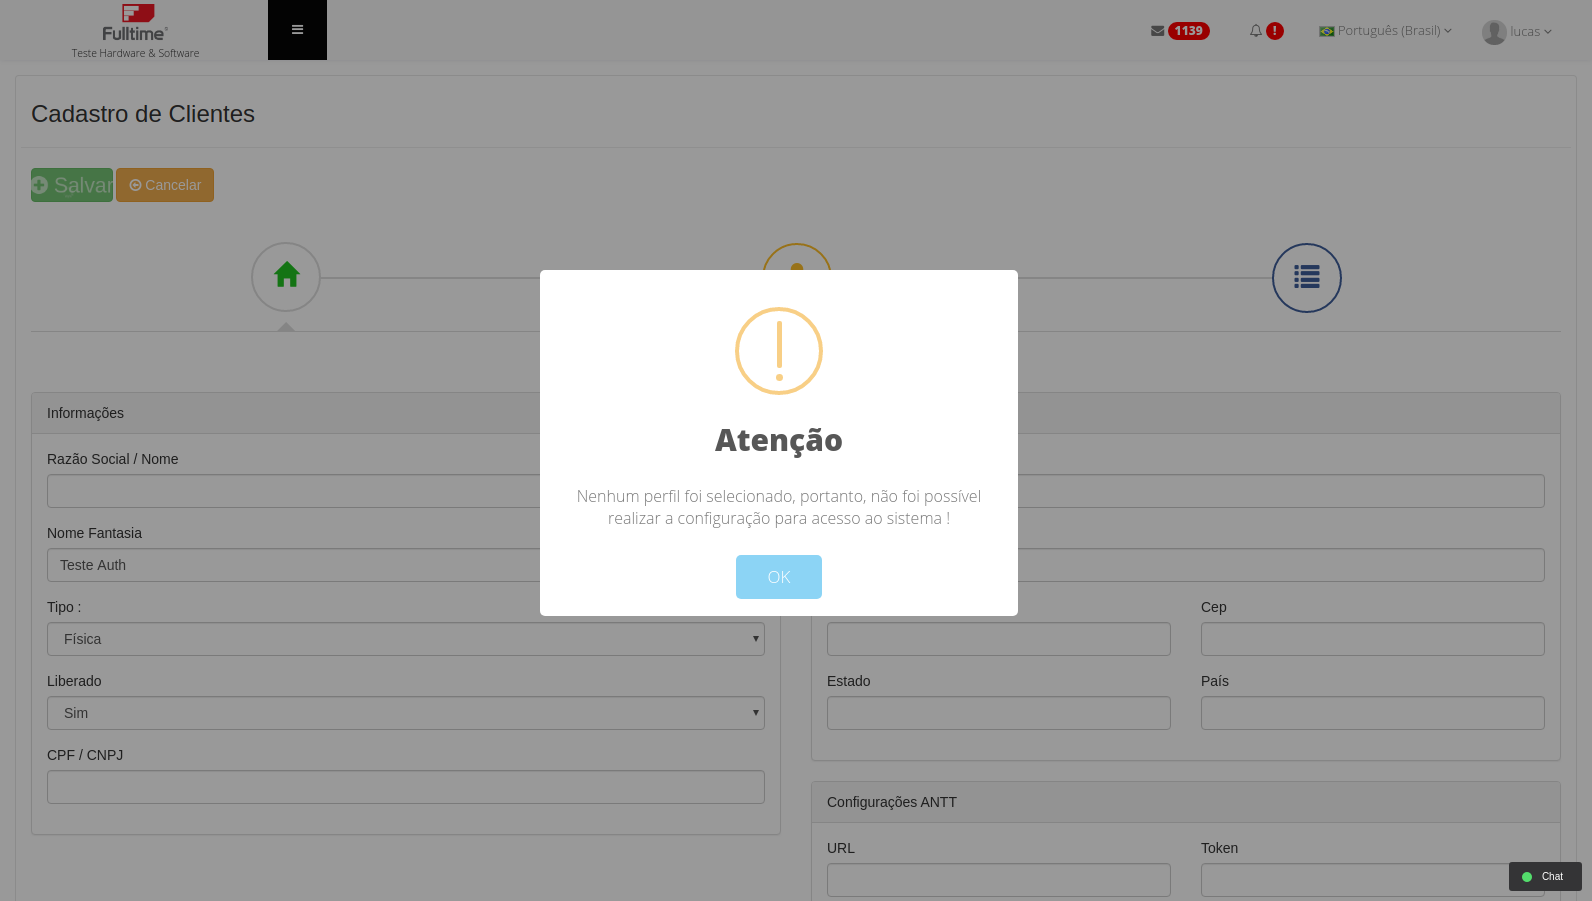 Fulltime
Teste Hardware & Software
1139
!
Português (Brasil)
lucas
Cadastro de Clientes
Salvar
Cancelar
Atenção
Nenhum perfil foi selecionado, portanto, não foi possível
realizar a configuração para acesso ao sistema !
OK
Informações
Razão Social / Nome
Nome Fantasia
Teste Auth
Tipo :
Física
Liberado
Sim
CPF / CNPJ
Cep
Estado
País
Configurações ANTT
URL
Token
Chat